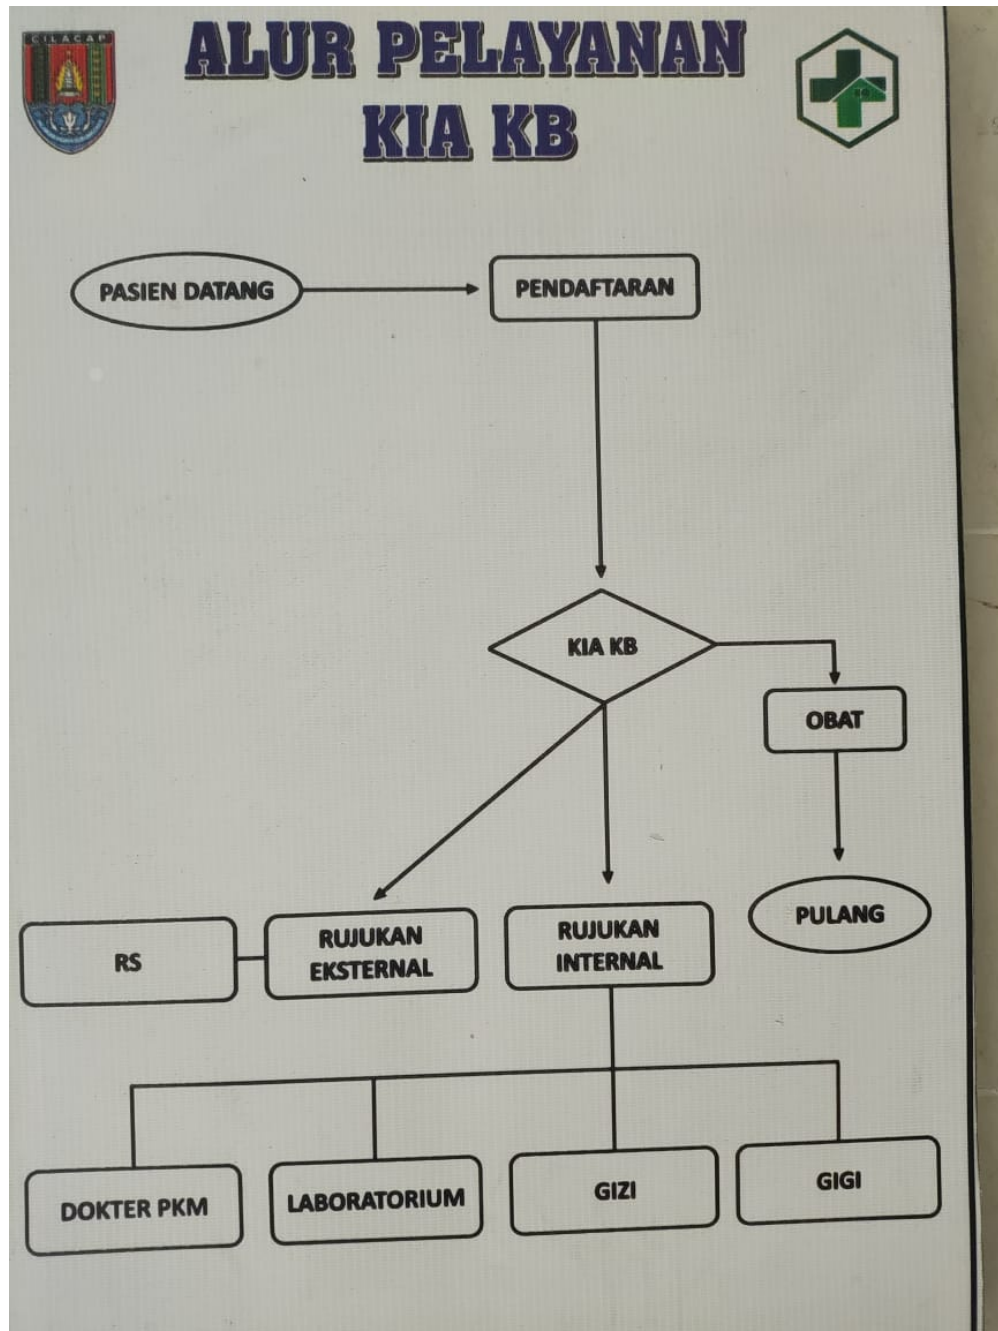 CILACAP
ALUR PELAYANAN
KIA KB
PASIEN DATANG
PENDAFTARAN
KIA KB
OBAT
PULANG
RS
RUJUKAN
EKSTERNAL
RUJUKAN
INTERNAL
DOKTER PKM
LABORATORIUM
GIZI
GIGI